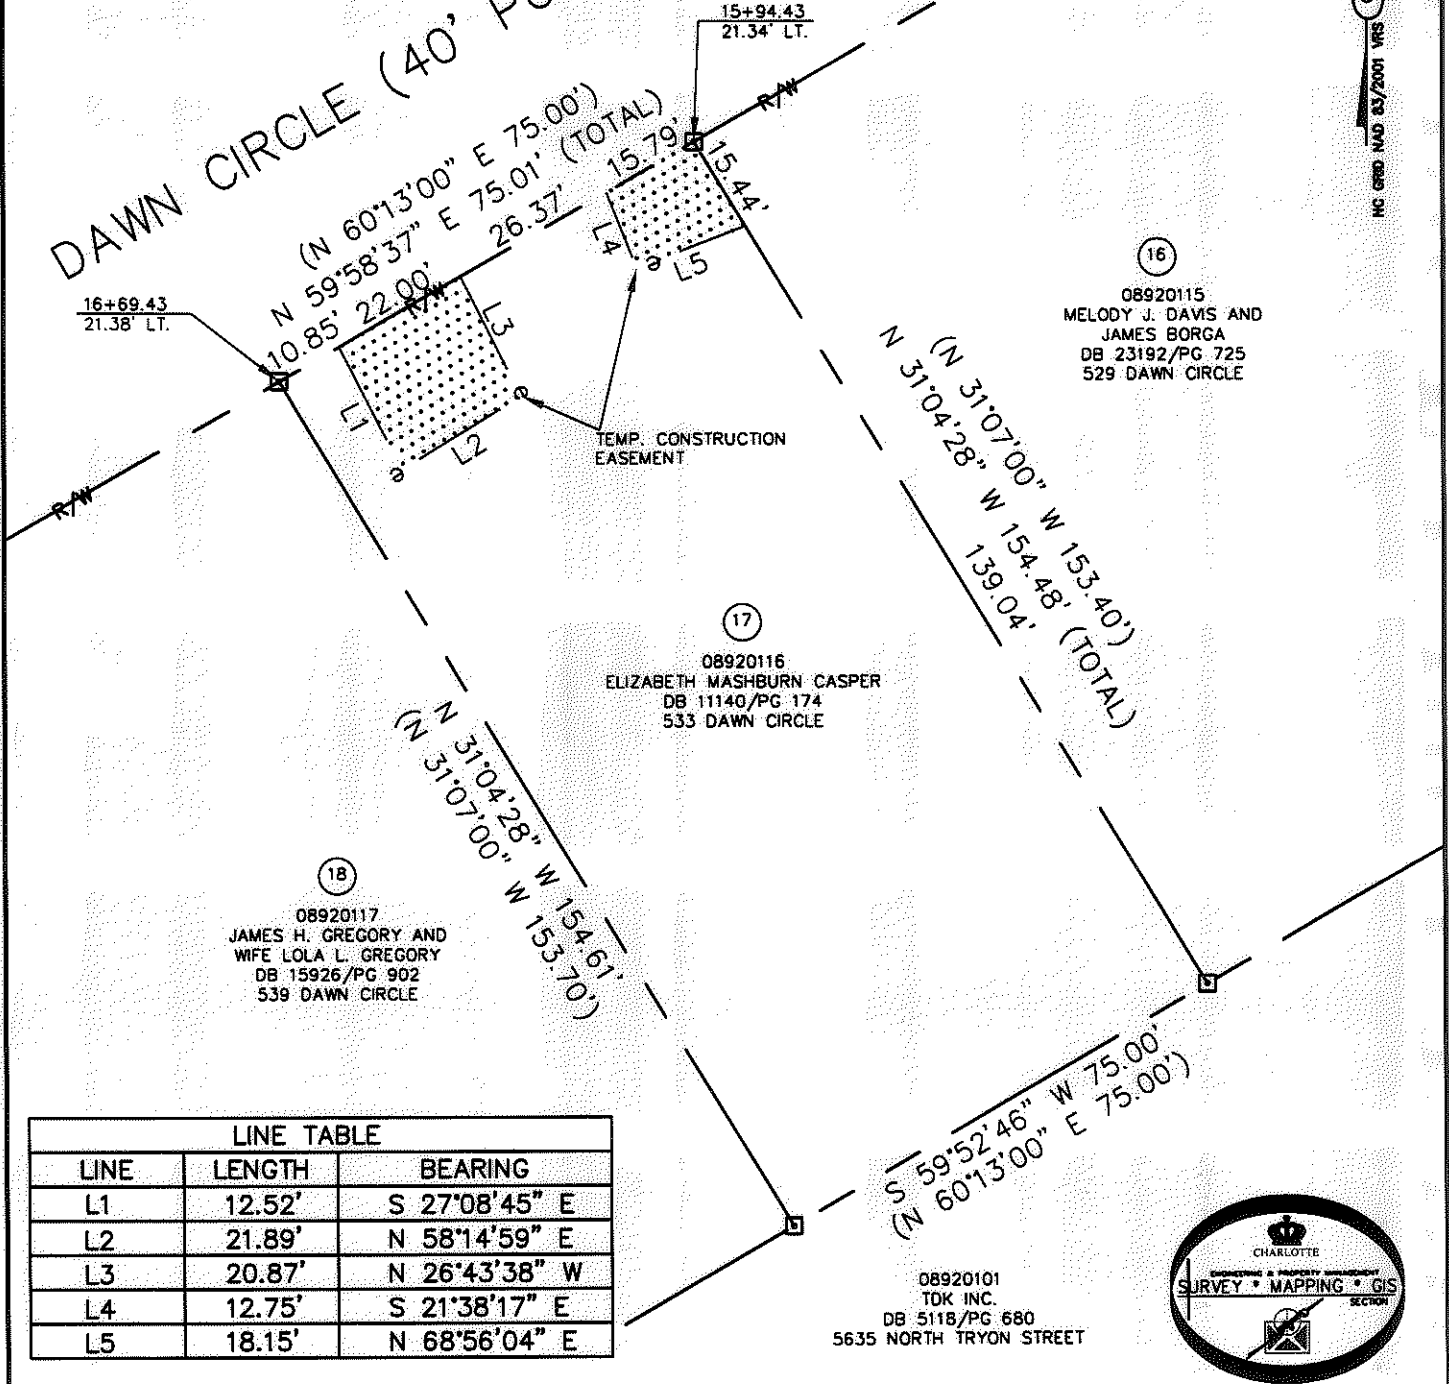 15+94.43
21.34' LT.
DAWN CIRCLE (40'
R/W
NC GRID NAD 83/2001 VRS
(N 60°13'00" E 75.00')
N 59°58'37" E 75.01' (TOTAL)
10.85' 22.00' 26.37' 15.79'
15.44'
R/W
16+69.43
21.38' LT.
L4
e
L5
L3
L1
e
L2
e
TEMP. CONSTRUCTION
EASEMENT
R/W
16
08920115
MELODY J. DAVIS AND
JAMES BORGA
DB 23192/PG 725
529 DAWN CIRCLE
(N 31°07'00" W 153.40')
N 31°04'28" W 154.48' (TOTAL)
139.04'
17
08920116
ELIZABETH MASHBURN CASPER
DB 11140/PG 174
533 DAWN CIRCLE
N 31°04'28" W 154.61'
(N 31°07'00" W 153.70')
18
08920117
JAMES H. GREGORY AND
WIFE LOLA L. GREGORY
DB 15926/PG 902
539 DAWN CIRCLE
S 59°52'46" W 75.00'
(N 60°13'00" E 75.00')
08920101
TDK INC.
DB 5118/PG 680
5635 NORTH TRYON STREET
LINE TABLE
LINE LENGTH BEARING
L1 12.52' S 27°08'45" E
L2 21.89' N 58°14'59" E
L3 20.87' N 26°43'38" W
L4 12.75' S 21°38'17" E
L5 18.15' N 68°56'04" E
CHARLOTTE
ENGINEERING & PROPERTY MANAGEMENT
SURVEY * MAPPING * GIS
SECTION